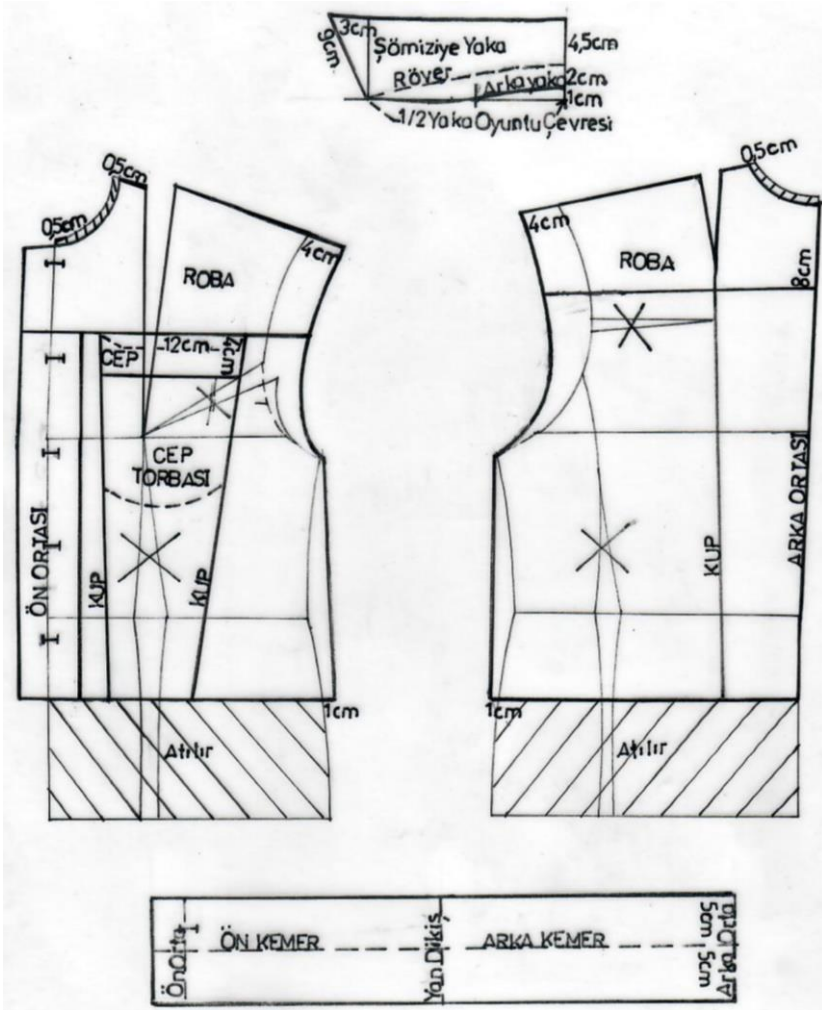 3cm
9cm
Şömiziye Yaka
4,5cm
Röver
Arka yaka
2cm
1cm
1/2 Yaka Oyuntu Çevresi
0,5cm
0,5cm
ROBA
4cm
CEP
12cm
4cm
CEP
TORBASI
ÖN ORTASI
KUP
KUP
1cm
Atılır
0,5cm
4cm
ROBA
8cm
KUP
ARKA ORTASI
1cm
Atılır
Ön Orta
ÖN KEMER
Yan Dikiş
ARKA KEMER
5cm 5cm
Arka Orta